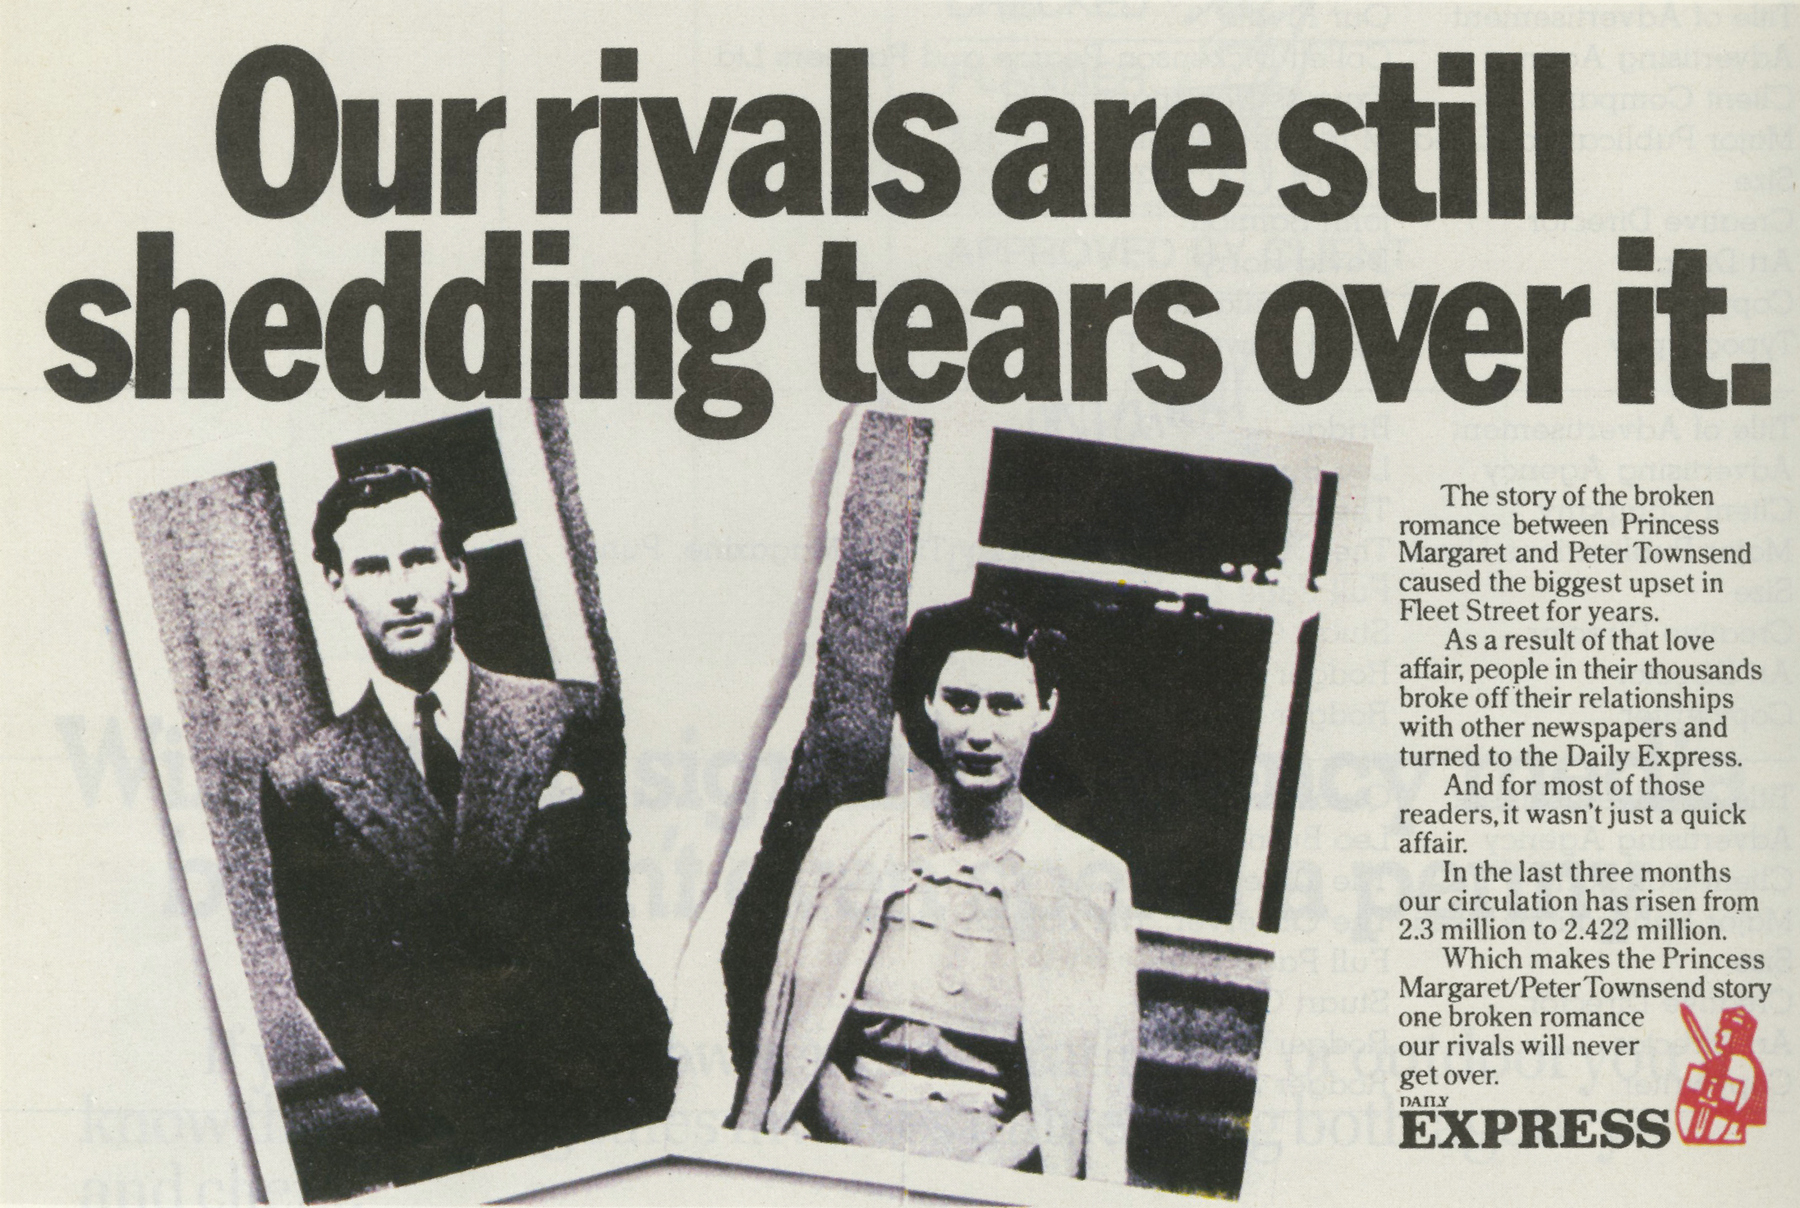 Our rivals are still
shedding tears over it.
The story of the broken
romance between Princess
Margaret and Peter Townsend
caused the biggest upset in
Fleet Street for years.
As a result of that love
affair, people in their thousands
broke off their relationships
with other newspapers and
turned to the Daily Express.
And for most of those
readers, it wasn't just a quick
affair.
In the last three months
our circulation has risen from
2.3 million to 2.422 million.
Which makes the Princess
Margaret/Peter Townsend story
one broken romance
our rivals will never
get over.
DAILY
EXPRESS